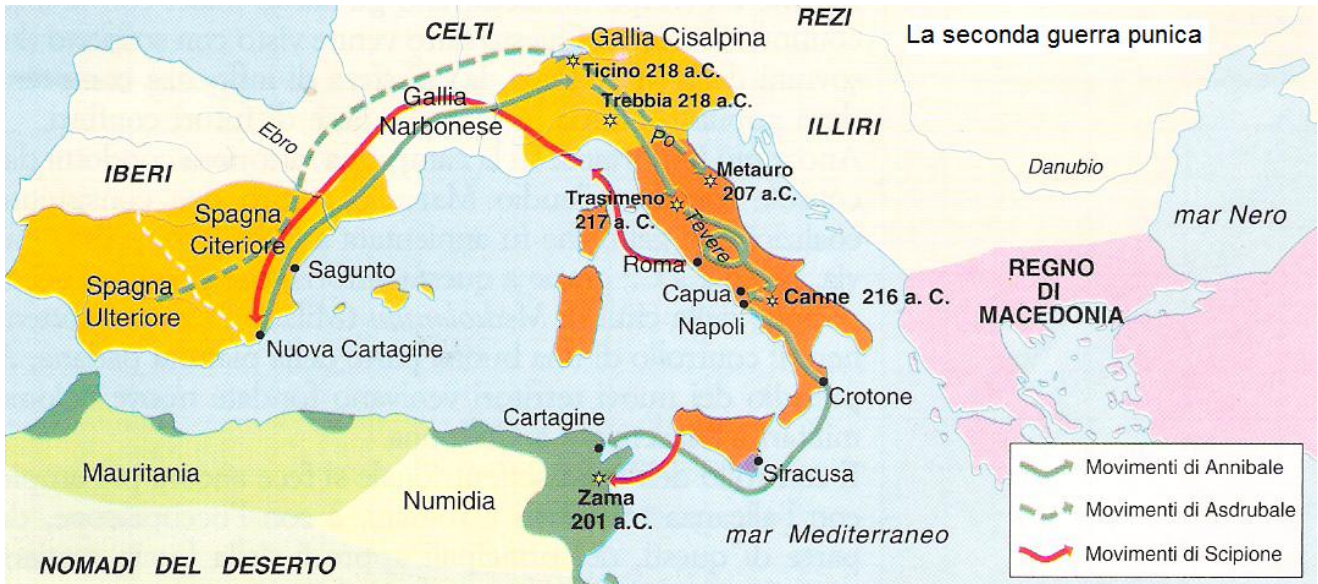 CELTI
REZI
La seconda guerra punica
Gallia Cisalpina
Ticino 218 a.C.
Gallia
Narbonese
Trebbia 218 a.C.
ILLIRI
Ebro
Po
Danubio
IBERI
Metauro
207 a.C.
Trasimeno
217 a. C.
mar Nero
Spagna
Citeriore
Tevere
Sagunto
Roma
REGNO
DI
MACEDONIA
Spagna
Ulteriore
Capua
Canne 216 a. C.
Napoli
Nuova Cartagine
Crotone
Cartagine
Mauritania
Siracusa
Numidia
Zama
201 a.C.
mar Mediterraneo
NOMADI DEL DESERTO
Movimenti di Annibale
Movimenti di Asdrubale
Movimenti di Scipione